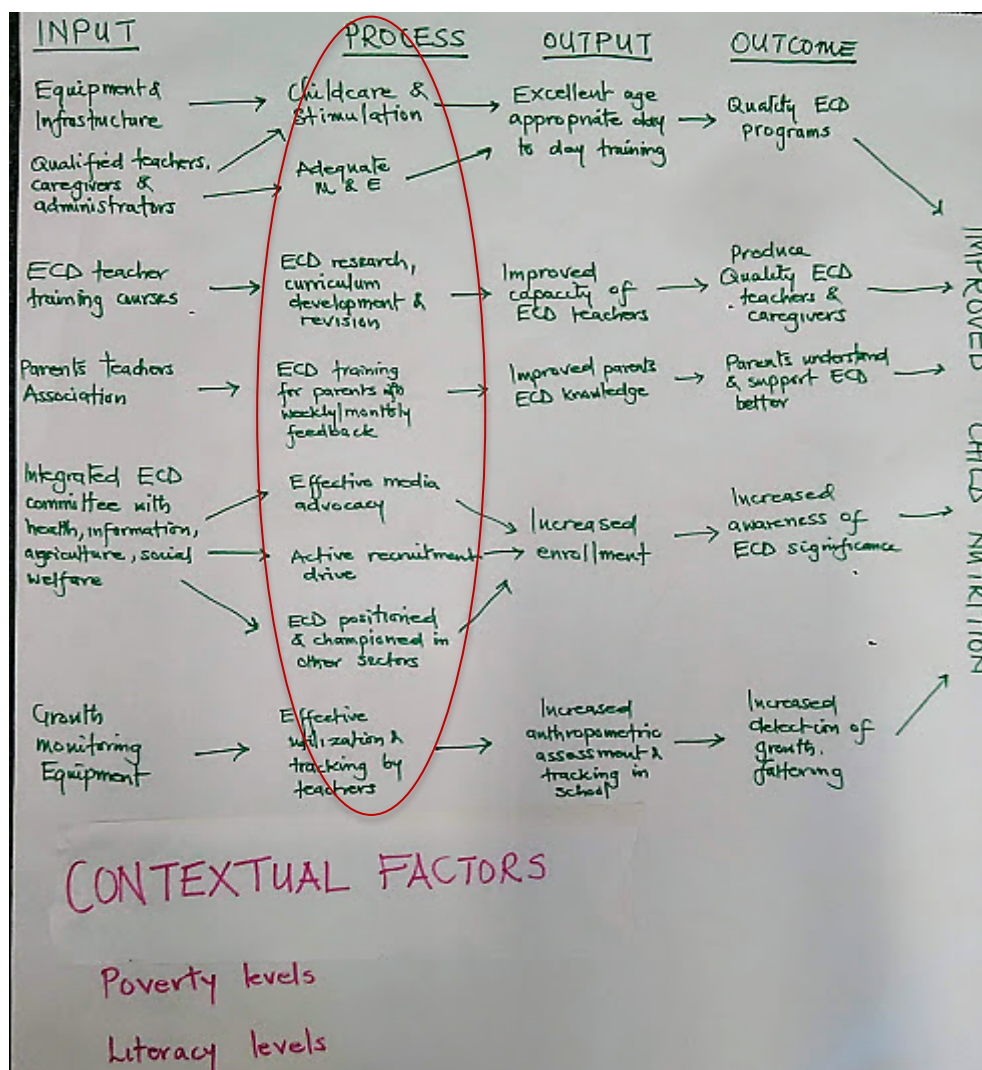 INPUT
PROCESS
OUTPUT
OUTCOME
Equipment &
Infrastucture
Childcare &
Stimulation
Excellent age
appropriate day
to day training
Quality ECD
programs
Qualified teachers,
caregivers &
administrators
Adequate
M & E
ECD teacher
training courses
ECD research,
curriculum
development &
revision
Improved
capacity of
ECD teachers
Produce
Quality ECD
teachers &
caregivers
Parents teachers
Association
ECD training
for parents
weekly/monthly
feedback
Improved parents
ECD knowledge
Parents understand
& support ECD
better
Integrated ECD
committee with
health, information,
agriculture, social
welfare
Effective media
advocacy
Active recruitment
drive
ECD positioned
& championed in
other sectors
Increased
enrollment
Increased
awareness of
ECD significance
Growth
monitoring
Equipment
Effective
utilization &
tracking by
teachers
Increased
anthropometric
assessment &
tracking in
school
Increased
detection of
growth
faltering
IMPROVED CHILD NUTRITION
CONTEXTUAL FACTORS
Poverty levels
Literacy levels